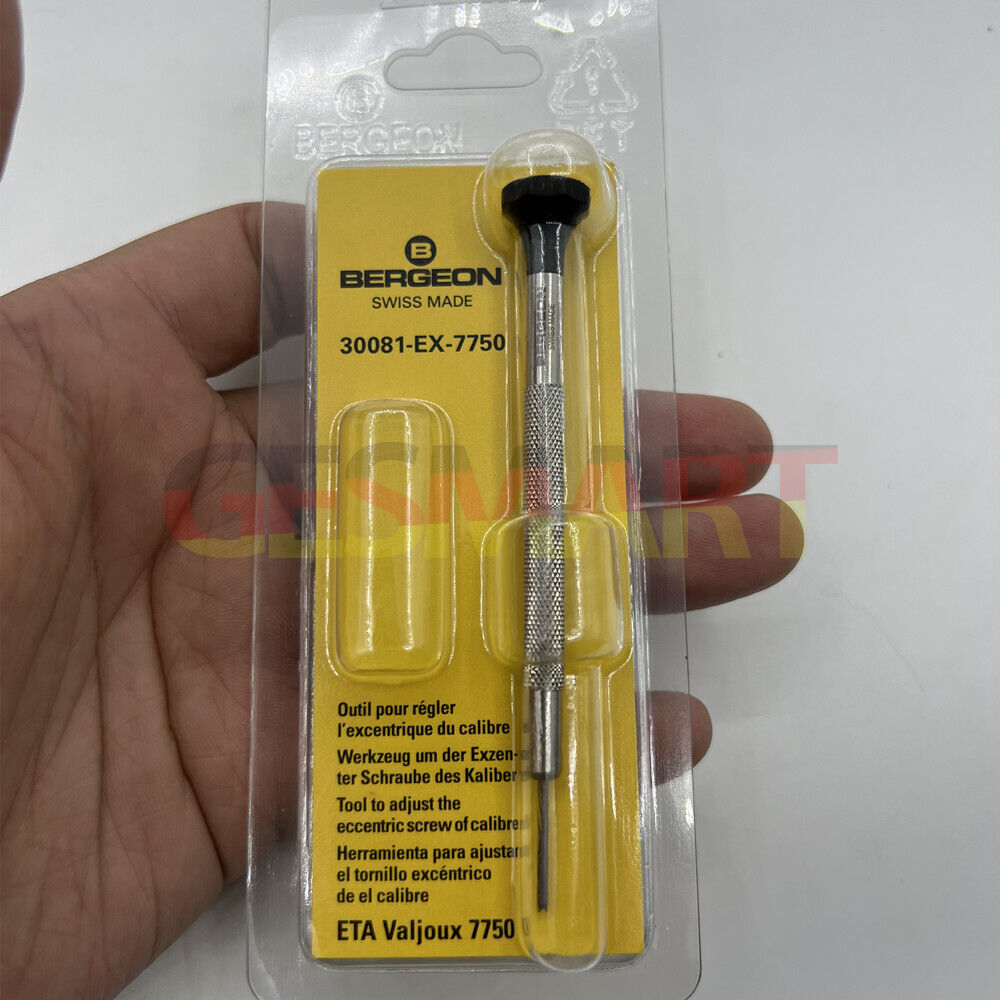 BERGEON
B
BERGEON
SWISS MADE
30081-EX-7750
GESMART
Outil pour régler
l'excentrique du calibre
Werkzeug um der Exzen-
ter Schraube des Kaliber
Tool to adjust the
eccentric screw of calibre
Herramienta para ajustar
el tornillo excéntrico
de el calibre
ETA Valjoux 7750